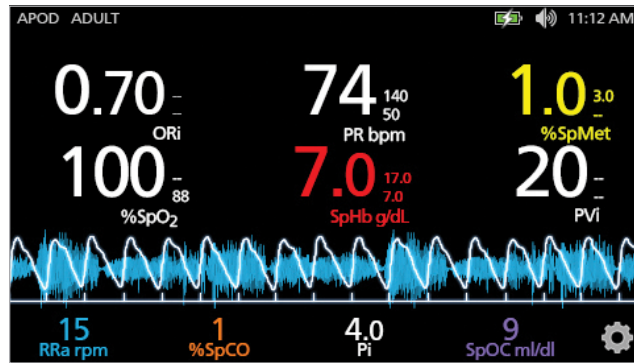 APOD ADULT 11:12 AM
0.70 -- -- 74 140 50 1.0 3.0 --
ORi PR bpm %SpMet
100 -- 88 7.0 17.0 7.0 20 -- --
%SpO2 SpHb g/dL PVi
15 1 4.0 9
RRa rpm %SpCO Pi SpOC ml/dl